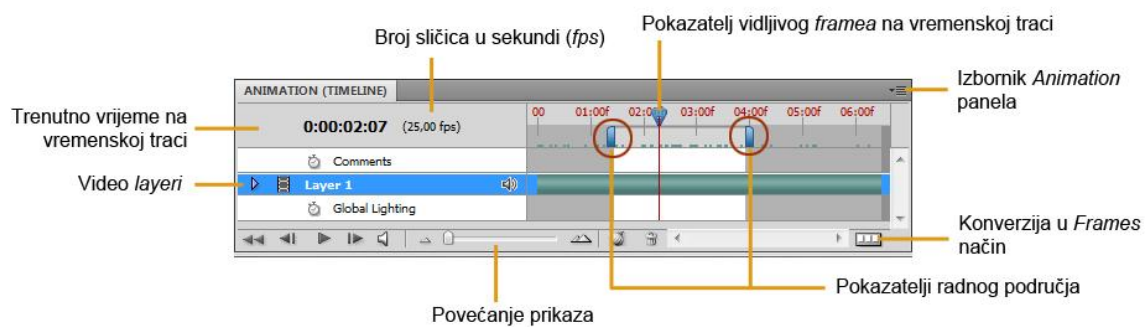 Pokazatelj vidljivog framea na vremenskoj traci
Broj sličica u sekundi (fps)
Izbornik Animation
panela
ANIMATION (TIMELINE)
Trenutno vrijeme na
vremenskoj traci
0:00:02:07 (25,00 fps)
00 01:00f 02: 03:00f 04:00f 05:00f 06:00f
Comments
Video layeri
Layer 1
Global Lighting
Konverzija u Frames
način
Pokazatelji radnog područja
Povećanje prikaza